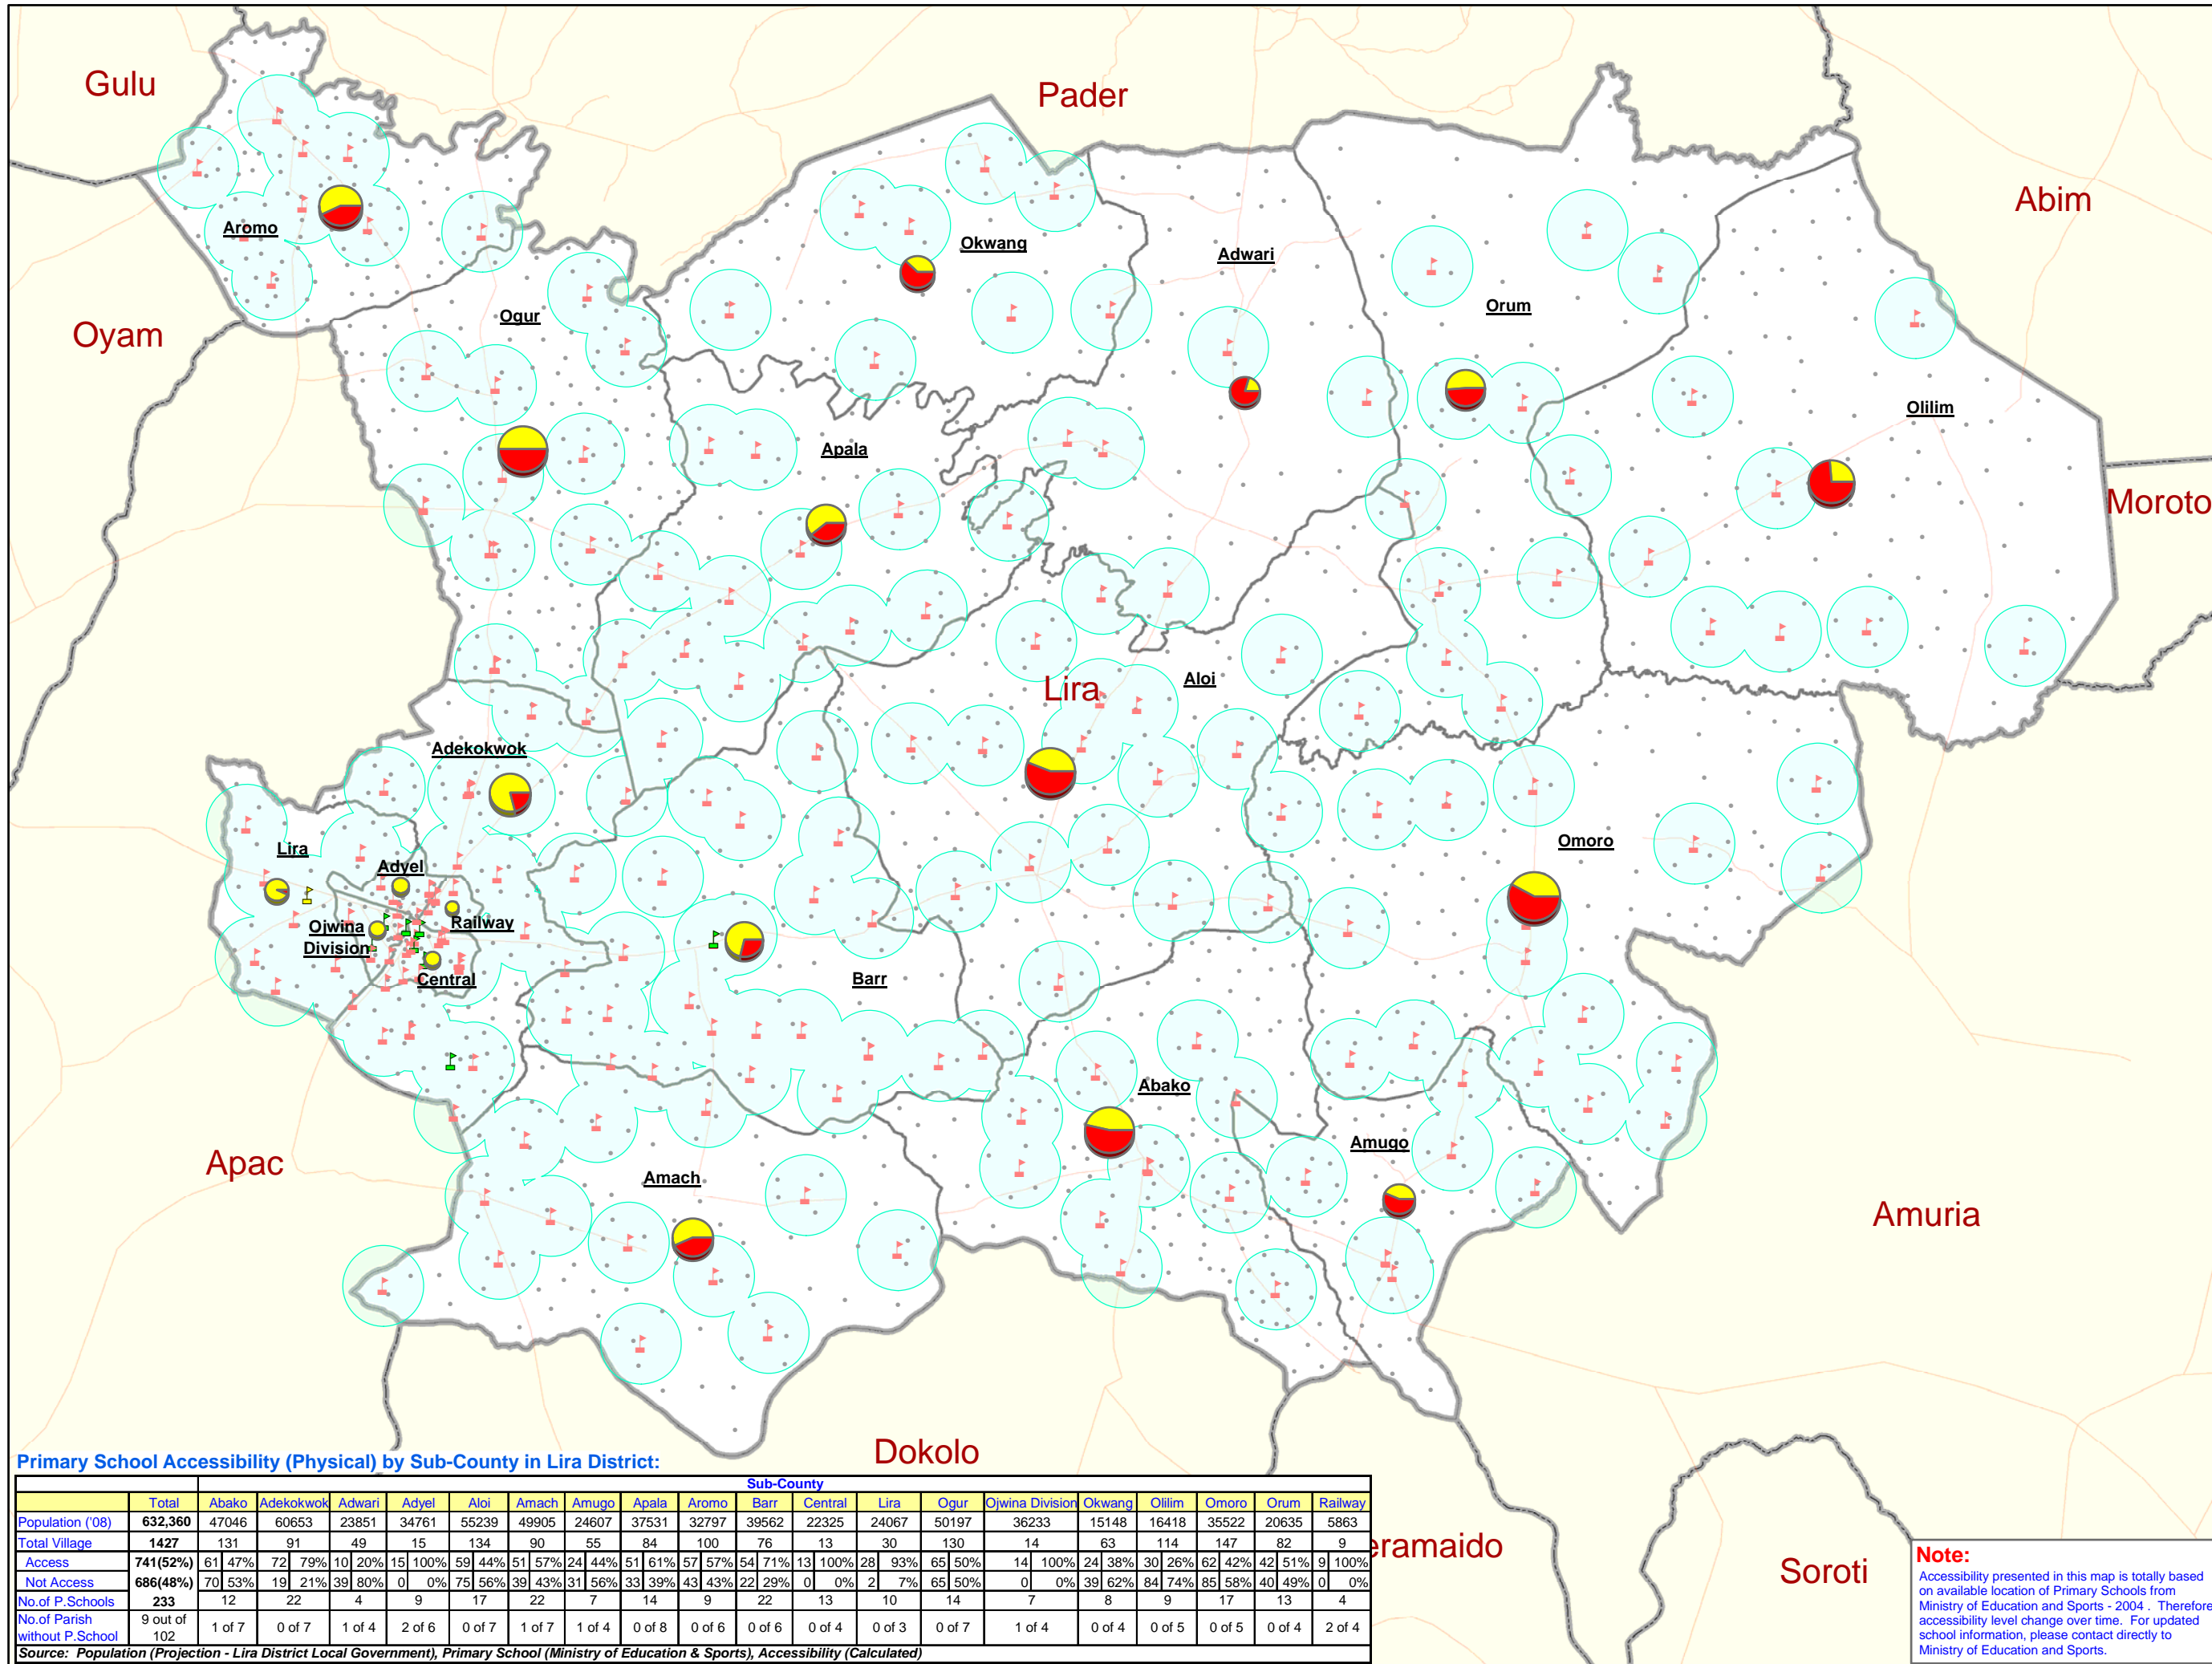 Gulu
Pader
Abim
Aromo
Okwang
Adwari
Oyam
Ogur
Orum
Olilim
Apala
Moroto
Lira
Aloi
Adekokwok
Omoro
Lira
Adyel
Ojwina
Division
Railway
Central
Barr
Abako
Amugo
Apac
Amach
Amuria
Dokolo
eramaido
Soroti
Primary School Accessibility (Physical) by Sub-County in Lira District:
Sub-County
Total Abako Adekokwok Adwari Adyel Aloi Amach Amugo Apala Aromo Barr Central Lira Ogur Ojwina Division Okwang Olilim Omoro Orum Railway
Population ('08) 632,360 47046 60653 23851 34761 55239 49905 24607 37531 32797 39562 22325 24067 50197 36233 15148 16418 35522 20635 5863
Total Village 1427 131 91 49 15 134 90 55 84 100 76 13 30 130 14 63 114 147 82 9
Access 741(52%) 61 47% 72 79% 10 20% 15 100% 59 44% 51 57% 24 44% 51 61% 57 57% 54 71% 13 100% 28 93% 65 50% 14 100% 24 38% 30 26% 62 42% 42 51% 9 100%
Not Access 686(48%) 70 53% 19 21% 39 80% 0 0% 75 56% 39 43% 31 56% 33 39% 43 43% 22 29% 0 0% 2 7% 65 50% 0 0% 39 62% 84 74% 85 58% 40 49% 0 0%
No.of P.Schools 233 12 22 4 9 17 22 7 14 9 22 13 10 14 7 8 9 17 13 4
No.of Parish without P.School 9 out of 102 1 of 7 0 of 7 1 of 4 2 of 6 0 of 7 1 of 7 1 of 4 0 of 8 0 of 6 0 of 6 0 of 4 0 of 3 0 of 7 1 of 4 0 of 4 0 of 5 0 of 5 0 of 4 2 of 4
Source: Population (Projection - Lira District Local Government), Primary School (Ministry of Education & Sports), Accessibility (Calculated)
Note:
Accessibility presented in this map is totally based
on available location of Primary Schools from
Ministry of Education and Sports - 2004 . Therefore
accessibility level change over time. For updated
school information, please contact directly to
Ministry of Education and Sports.